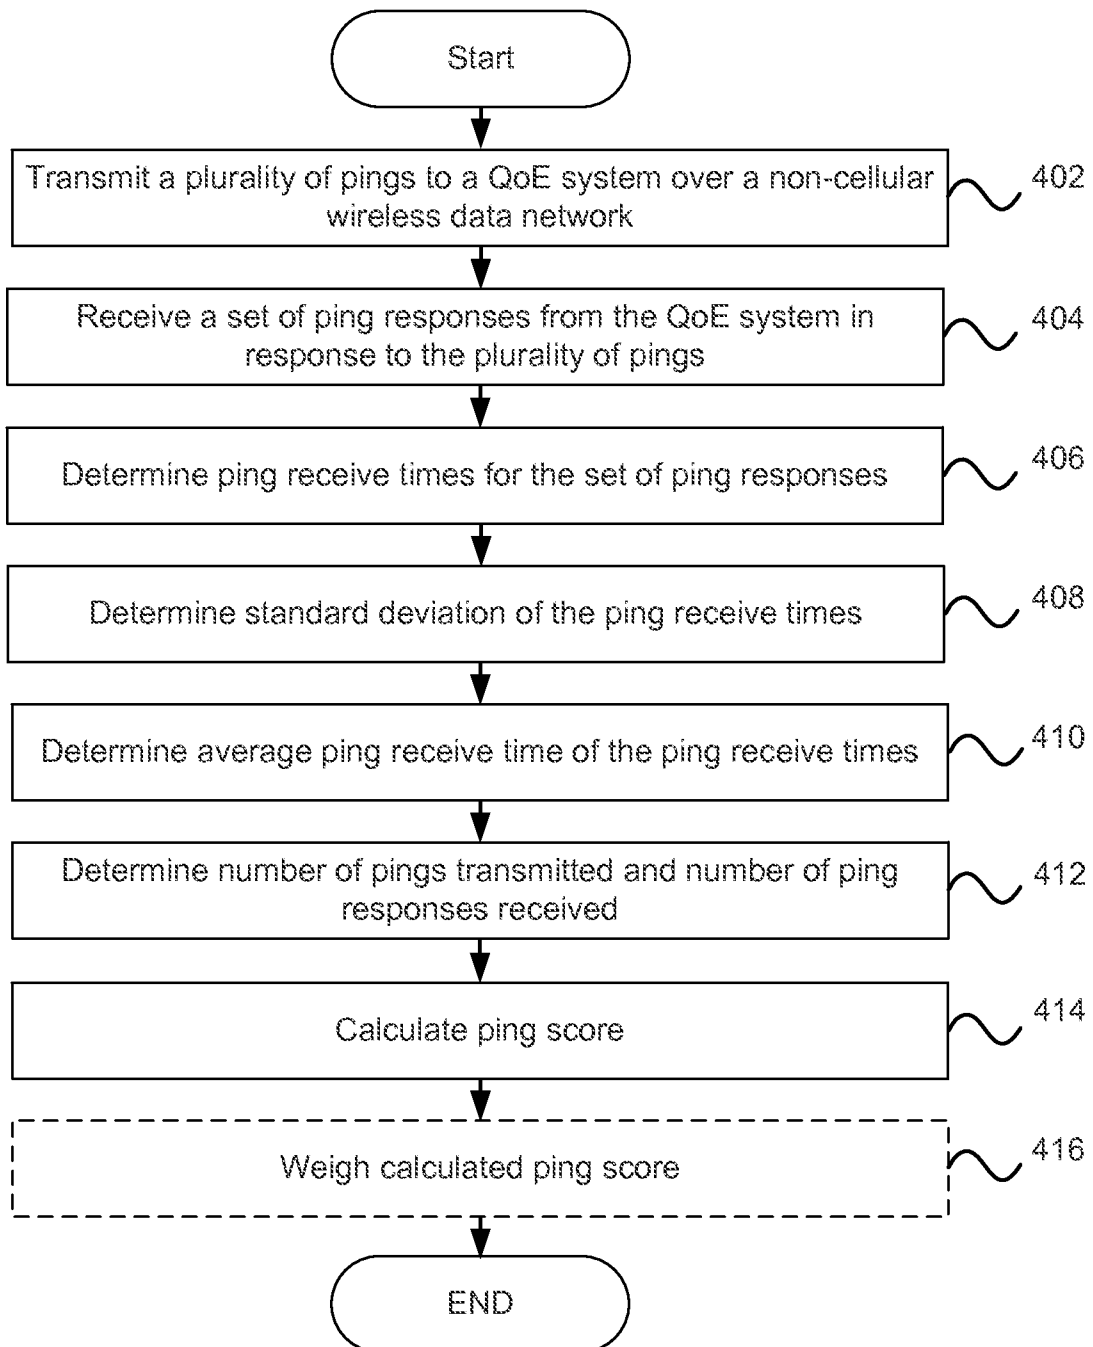 Start
Transmit a plurality of pings to a QoE system over a non-cellular
wireless data network
402
Receive a set of ping responses from the QoE system in
response to the plurality of pings
404
Determine ping receive times for the set of ping responses
406
Determine standard deviation of the ping receive times
408
Determine average ping receive time of the ping receive times
410
Determine number of pings transmitted and number of ping
responses received
412
Calculate ping score
414
Weigh calculated ping score
416
END